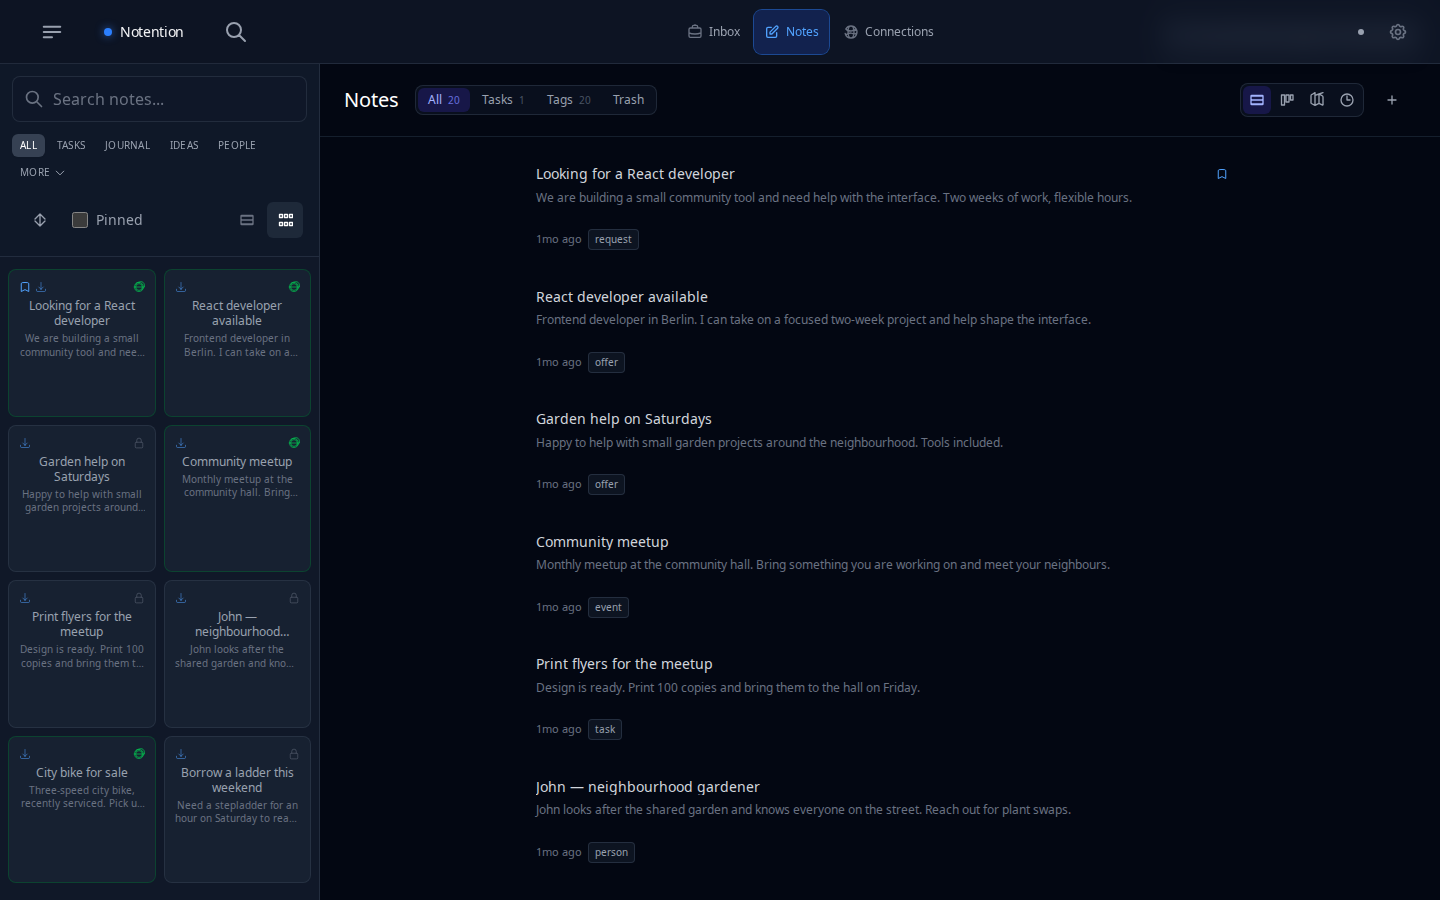 Notention
Inbox
Notes
Connections
Search notes...
ALL
TASKS
JOURNAL
IDEAS
PEOPLE
MORE
Pinned
Looking for a React
developer
We are building a small
community tool and nee...
React developer
available
Frontend developer in
Berlin. I can take on a...
Garden help on
Saturdays
Happy to help with small
garden projects around...
Community meetup
Monthly meetup at the
community hall. Bring...
Print flyers for the
meetup
Design is ready. Print 100
copies and bring them t...
John —
neighbourhood...
John looks after the
shared garden and kno...
City bike for sale
Three-speed city bike,
recently serviced. Pick u...
Borrow a ladder this
weekend
Need a stepladder for an
hour on Saturday to rea...
Notes
All 20
Tasks 1
Tags 20
Trash
Looking for a React developer
We are building a small community tool and need help with the interface. Two weeks of work, flexible hours.
1mo ago request
React developer available
Frontend developer in Berlin. I can take on a focused two-week project and help shape the interface.
1mo ago offer
Garden help on Saturdays
Happy to help with small garden projects around the neighbourhood. Tools included.
1mo ago offer
Community meetup
Monthly meetup at the community hall. Bring something you are working on and meet your neighbours.
1mo ago event
Print flyers for the meetup
Design is ready. Print 100 copies and bring them to the hall on Friday.
1mo ago task
John — neighbourhood gardener
John looks after the shared garden and knows everyone on the street. Reach out for plant swaps.
1mo ago person